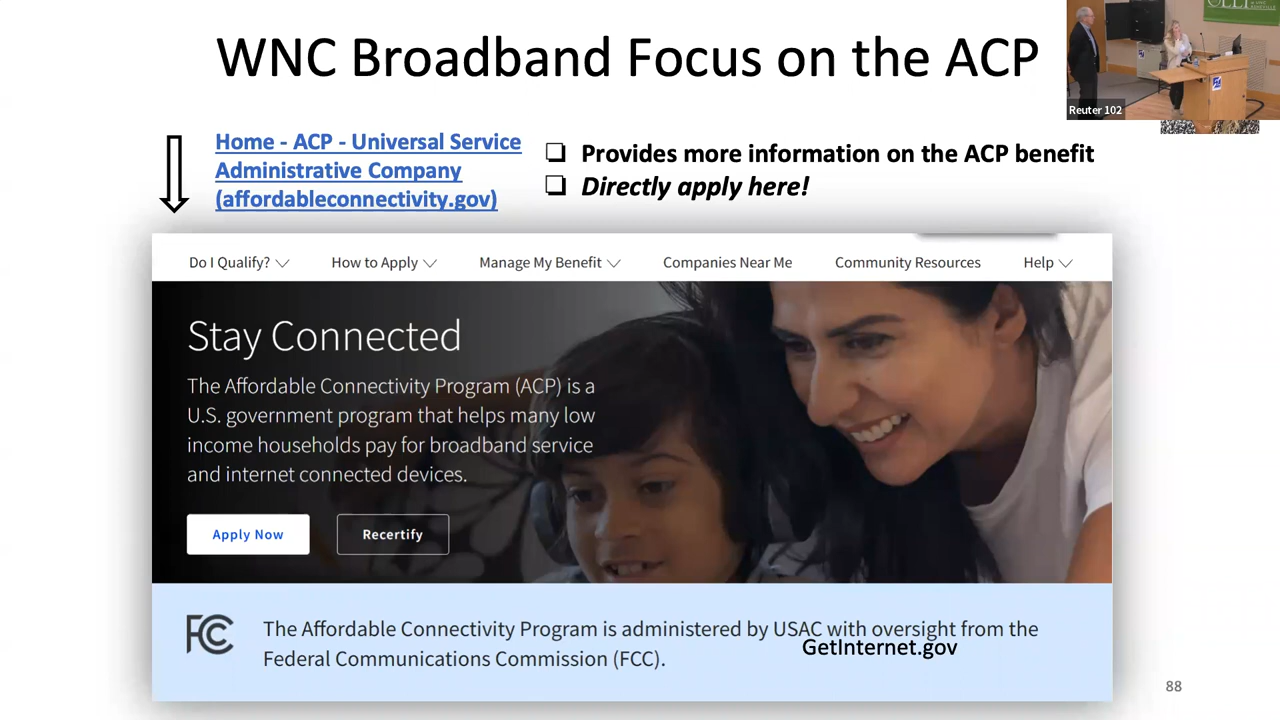 WNC Broadband Focus on the ACP
OLLI
Reuter 102
Home - ACP - Universal Service
Administrative Company
(affordableconnectivity.gov)
Provides more information on the ACP benefit
Directly apply here!
Do I Qualify?
How to Apply
Manage My Benefit
Companies Near Me
Community Resources
Help
Stay Connected
The Affordable Connectivity Program (ACP) is a
U.S. government program that helps many low
income households pay for broadband service
and internet connected devices.
Apply Now
Recertify
FCC
The Affordable Connectivity Program is administered by USAC with oversight from the
Federal Communications Commission (FCC).
GetInternet.gov
88